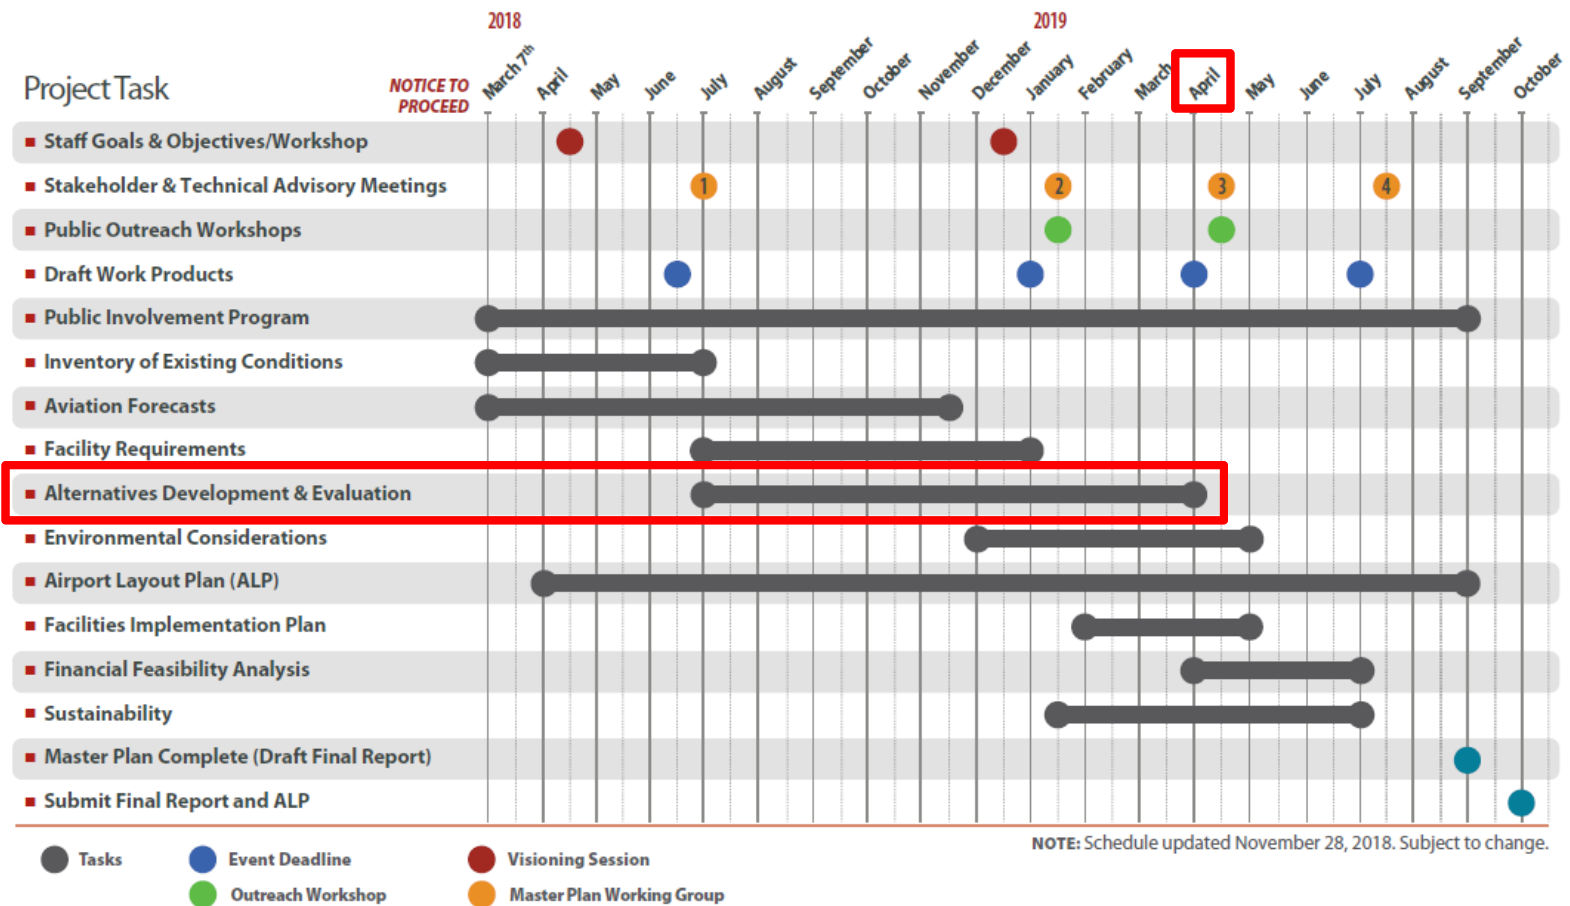 2018
2019
Project Task
NOTICE TO
PROCEED
March 7th
April
May
June
July
August
September
October
November
December
January
February
March
April
May
June
July
August
September
October
Staff Goals & Objectives/Workshop
Stakeholder & Technical Advisory Meetings
1
2
3
4
Public Outreach Workshops
Draft Work Products
Public Involvement Program
Inventory of Existing Conditions
Aviation Forecasts
Facility Requirements
Alternatives Development & Evaluation
Environmental Considerations
Airport Layout Plan (ALP)
Facilities Implementation Plan
Financial Feasibility Analysis
Sustainability
Master Plan Complete (Draft Final Report)
Submit Final Report and ALP
NOTE: Schedule updated November 28, 2018. Subject to change.
Tasks
Event Deadline
Visioning Session
Outreach Workshop
Master Plan Working Group